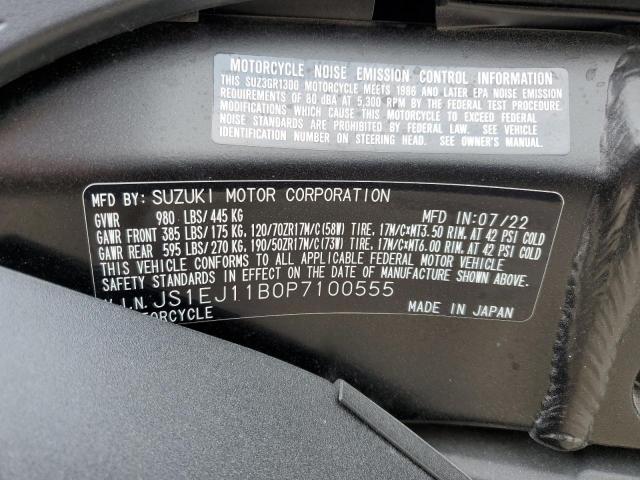 MOTORCYCLE NOISE EMISSION CONTROL INFORMATION
THIS SUZ3GR1300 MOTORCYCLE MEETS 1986 AND LATER EPA NOISE EMISSION
REQUIREMENTS OF 80 dBA AT 5,300 RPM BY THE FEDERAL TEST PROCEDURE.
MODIFICATIONS WHICH CAUSE THIS MOTORCYCLE TO EXCEED FEDERAL
NOISE STANDARDS ARE PROHIBITED BY FEDERAL LAW. SEE VEHICLE
IDENTIFICATION NUMBER ON STEERING HEAD. SEE OWNER'S MANUAL.
MFD BY: SUZUKI MOTOR CORPORATION
GVWR 980 LBS/445 KG MFD IN:07/22
GAWR FRONT 385 LBS/175 KG, 120/70ZR17M/C(58W) TIRE, 17M/C×MT3.50 RIM, AT 42 PSI COLD
GAWR REAR 595 LBS/270 KG, 190/50ZR17M/C(73W) TIRE, 17M/C×MT6.00 RIM, AT 42 PSI COLD
THIS VEHICLE CONFORMS TO ALL APPLICABLE FEDERAL MOTOR VEHICLE
SAFETY STANDARDS IN EFFECT ON THE DATE OF MANUFACTURE SHOWN ABOVE.
V.I.N. JS1EJ11B0P7100555
MOTORCYCLE MADE IN JAPAN